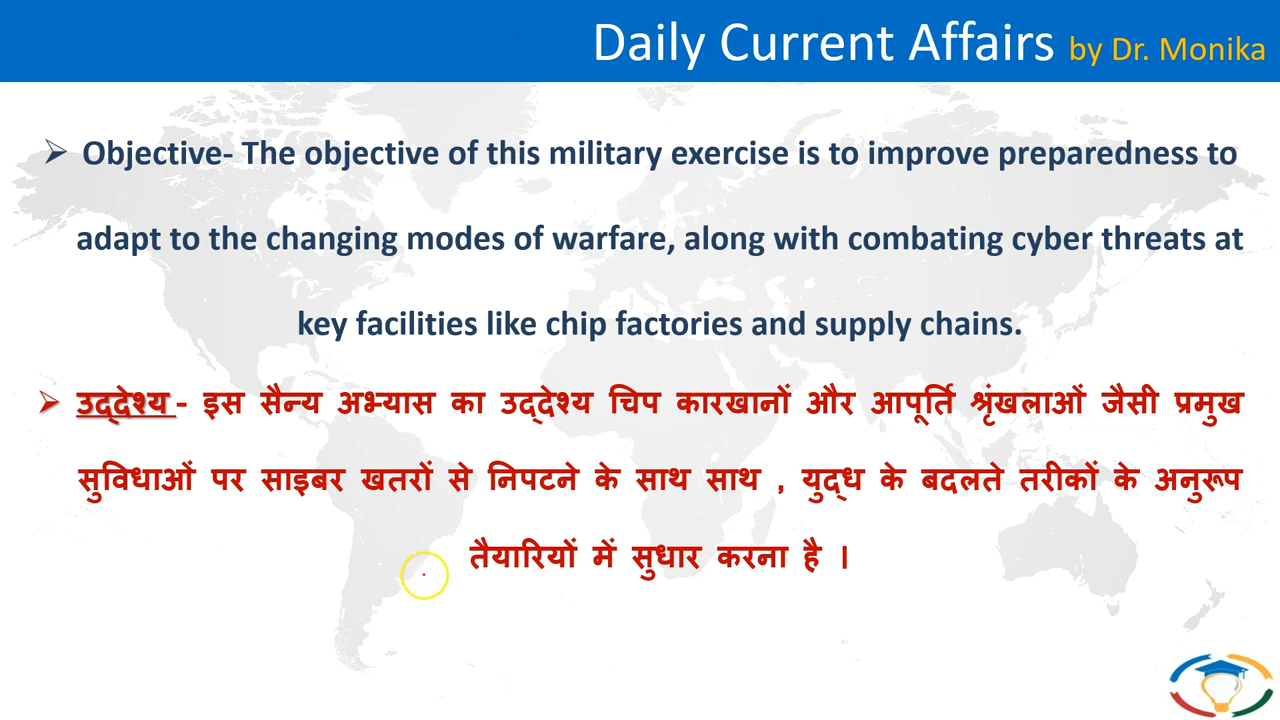 Daily Current Affairs by Dr. Monika
➢ Objective- The objective of this military exercise is to improve preparedness to
adapt to the changing modes of warfare, along with combating cyber threats at
key facilities like chip factories and supply chains.
➢ उद्देश्य - इस सैन्य अभ्यास का उद्देश्य चिप कारखानों और आपूर्ति श्रृंखलाओं जैसी प्रमुख
सुविधाओं पर साइबर खतरों से निपटने के साथ साथ , युद्ध के बदलते तरीकों के अनुरूप
तैयारियों में सुधार करना है ।